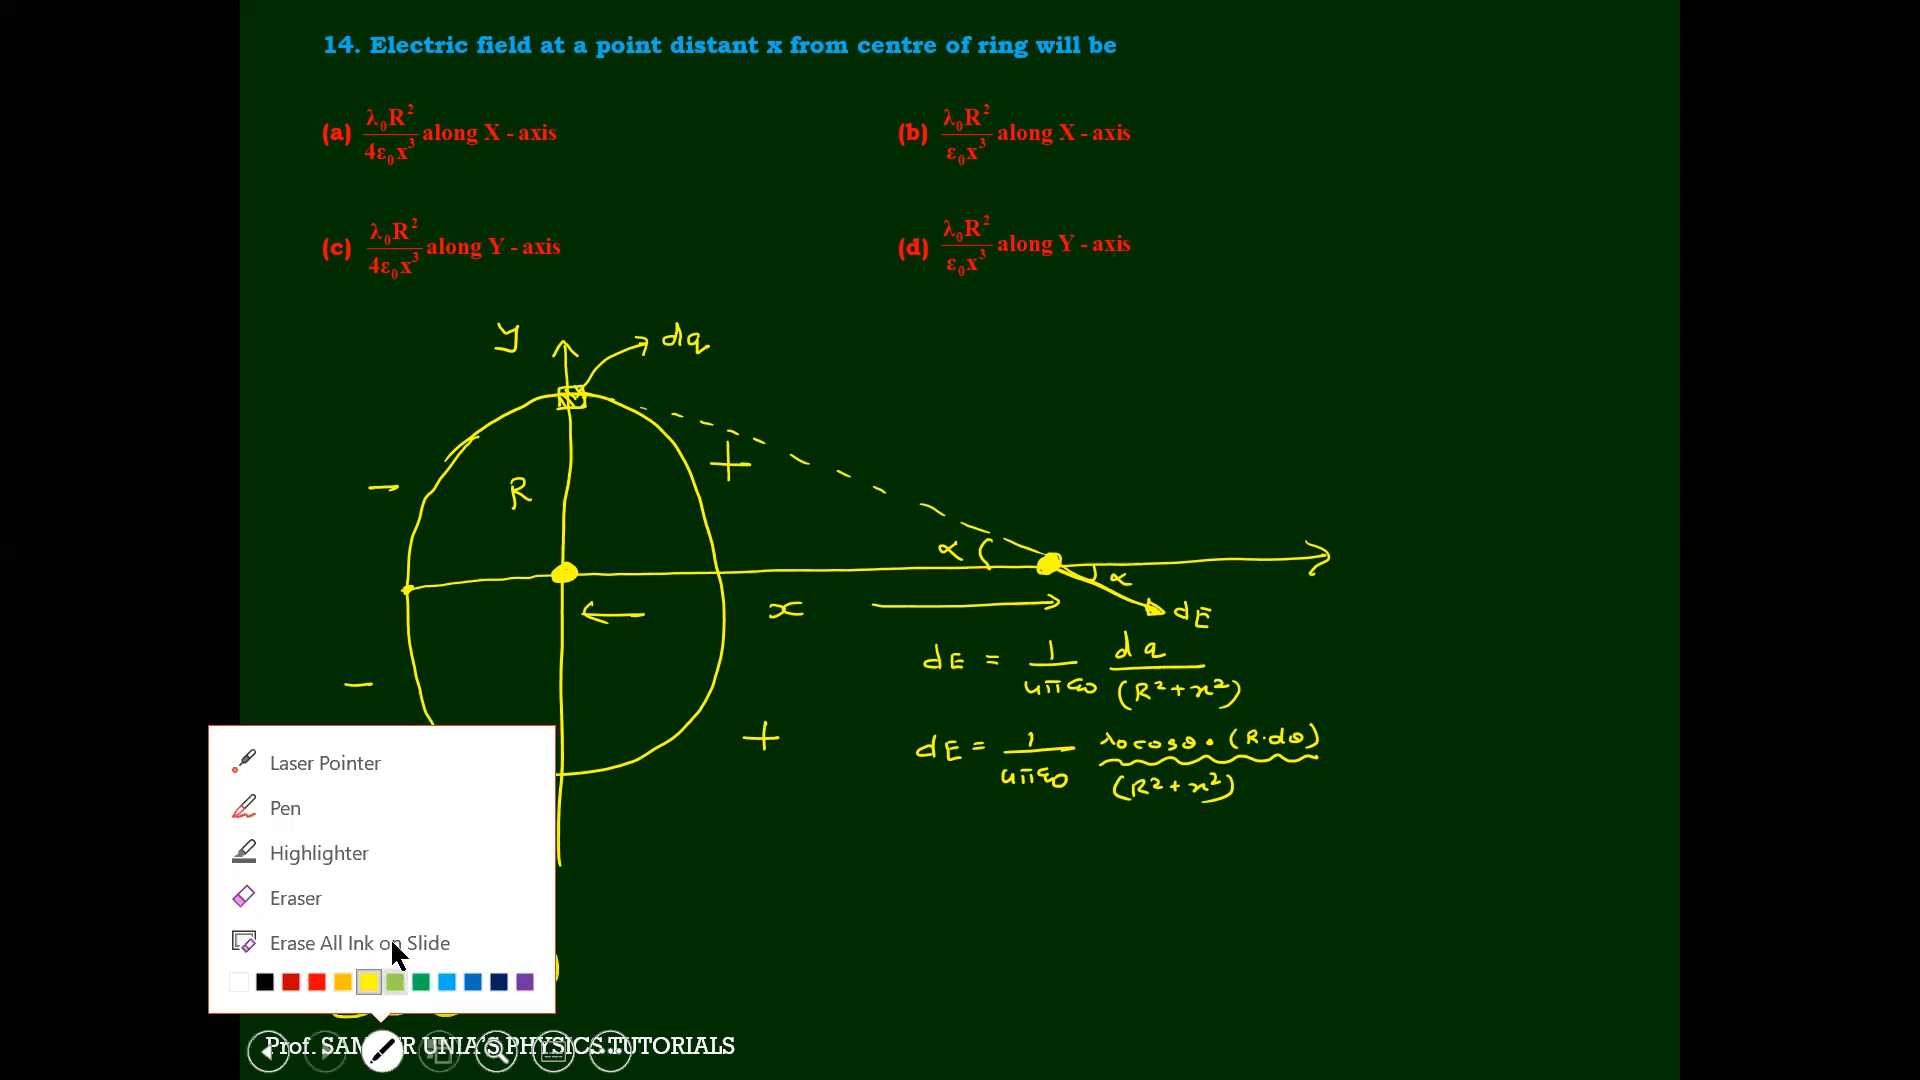 14. Electric field at a point distant x from centre of ring will be
(a) λ₀R²/4ε₀x³ along X - axis
(b) λ₀R²/ε₀x³ along X - axis
(c) λ₀R²/4ε₀x³ along Y - axis
(d) λ₀R²/ε₀x³ along Y - axis
y
dq
+
−
R
α
α
x
dE
dE = 1/4πε0 dq/(R²+x²)
−
+
dE = 1/4πε0 λ0cosθ·(R·dθ)/(R²+x²)
Laser Pointer
Pen
Highlighter
Eraser
Erase All Ink on Slide
Prof. R UNIA'S PHYSICS TUTORIALS